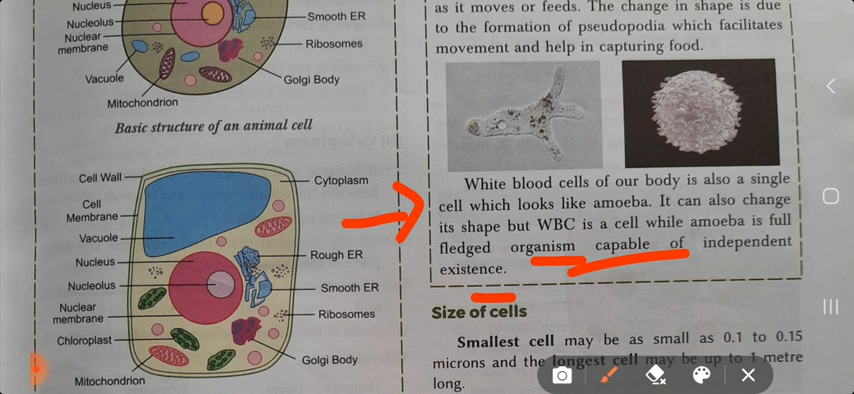 Nucleus
Nucleolus
Nuclear
membrane
Vacuole
Mitochondrion
Smooth ER
Ribosomes
Golgi Body
Basic structure of an animal cell
Cell Wall
Cell
Membrane
Vacuole
Nucleus
Nucleolus
Nuclear
membrane
Chloroplast
Mitochondrion
Cytoplasm
Rough ER
Smooth ER
Ribosomes
Golgi Body
as it moves or feeds. The change in shape is due
to the formation of pseudopodia which facilitates
movement and help in capturing food.
White blood cells of our body is also a single
cell which looks like amoeba. It can also change
its shape but WBC is a cell while amoeba is full
fledged organism capable of independent
existence.
Size of cells
Smallest cell may be as small as 0.1 to 0.15
microns and the longest cell may be up to 1 metre
long.